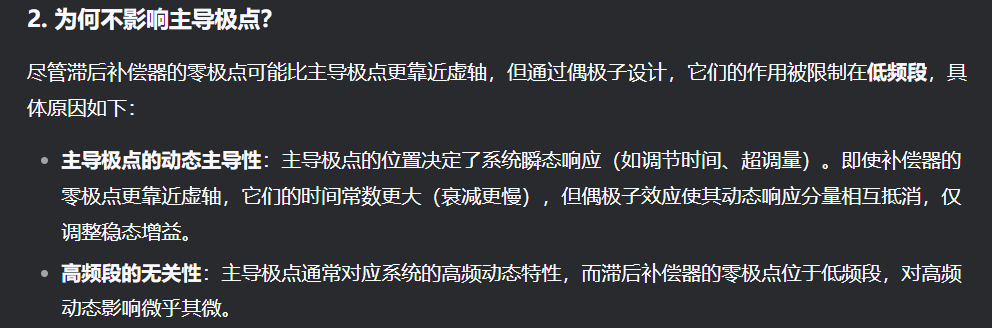 2. 为何不影响主导极点？
尽管滞后补偿器的零极点可能比主导极点更靠近虚轴，但通过偶极子设计，它们的作用被限制在低频段，具
体原因如下：
主导极点的动态主导性：主导极点的位置决定了系统瞬态响应（如调节时间、超调量）。即使补偿器的
零极点更靠近虚轴，它们的时间常数更大（衰减更慢），但偶极子效应使其动态响应分量相互抵消，仅
调整稳态增益。
高频段的无关性：主导极点通常对应系统的高频动态特性，而滞后补偿器的零极点位于低频段，对高频
动态影响微乎其微。